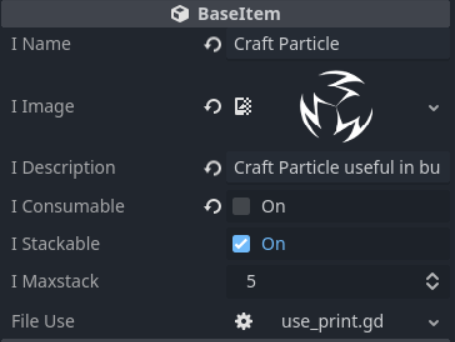 BaseItem
I Name Craft Particle
I Image
I Description Craft Particle useful in bu
I Consumable On
I Stackable On
I Maxstack 5
File Use use_print.gd